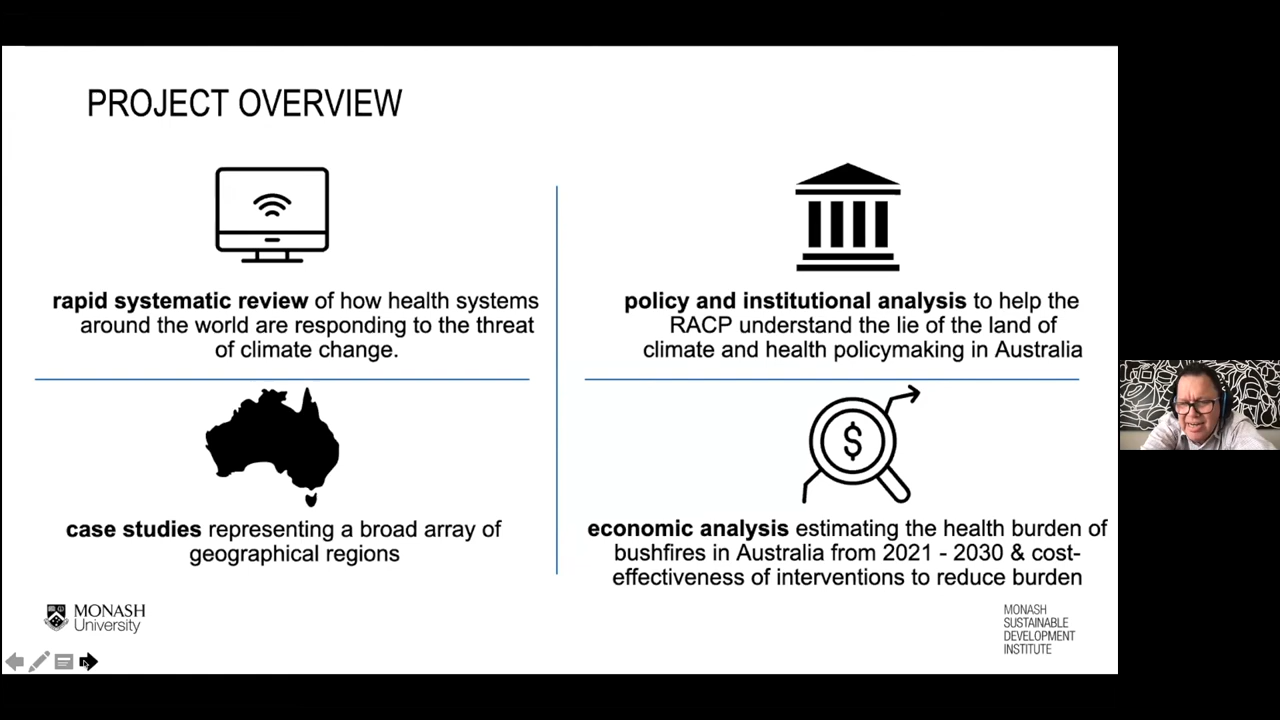 PROJECT OVERVIEW
rapid systematic review of how health systems
around the world are responding to the threat
of climate change.
policy and institutional analysis to help the
RACP understand the lie of the land of
climate and health policymaking in Australia
$
case studies representing a broad array of
geographical regions
economic analysis estimating the health burden of
bushfires in Australia from 2021 - 2030 & cost-
effectiveness of interventions to reduce burden
MONASH
University
MONASH
SUSTAINABLE
DEVELOPMENT
INSTITUTE